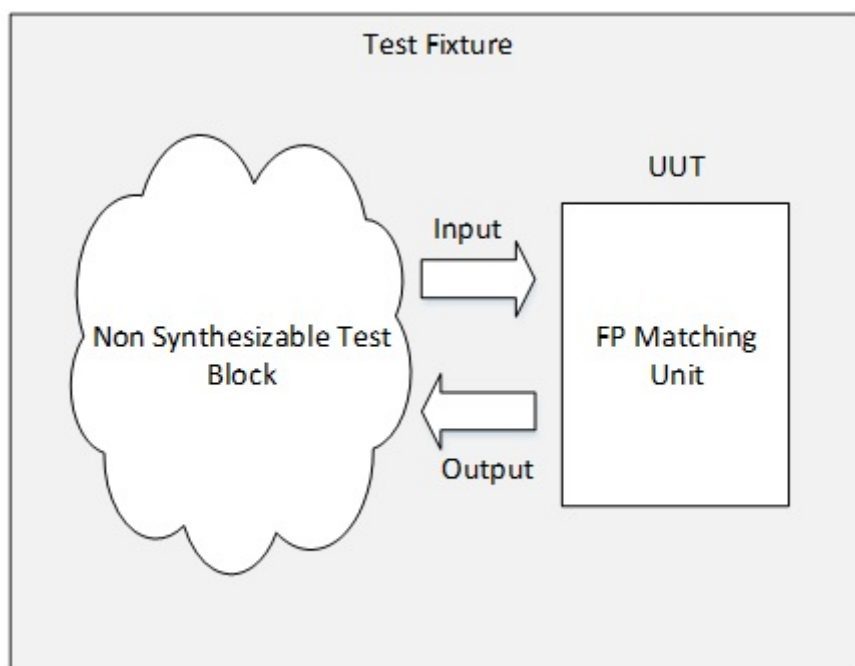 Test Fixture
UUT
Input
Non Synthesizable Test
Block
FP Matching
Unit
Output